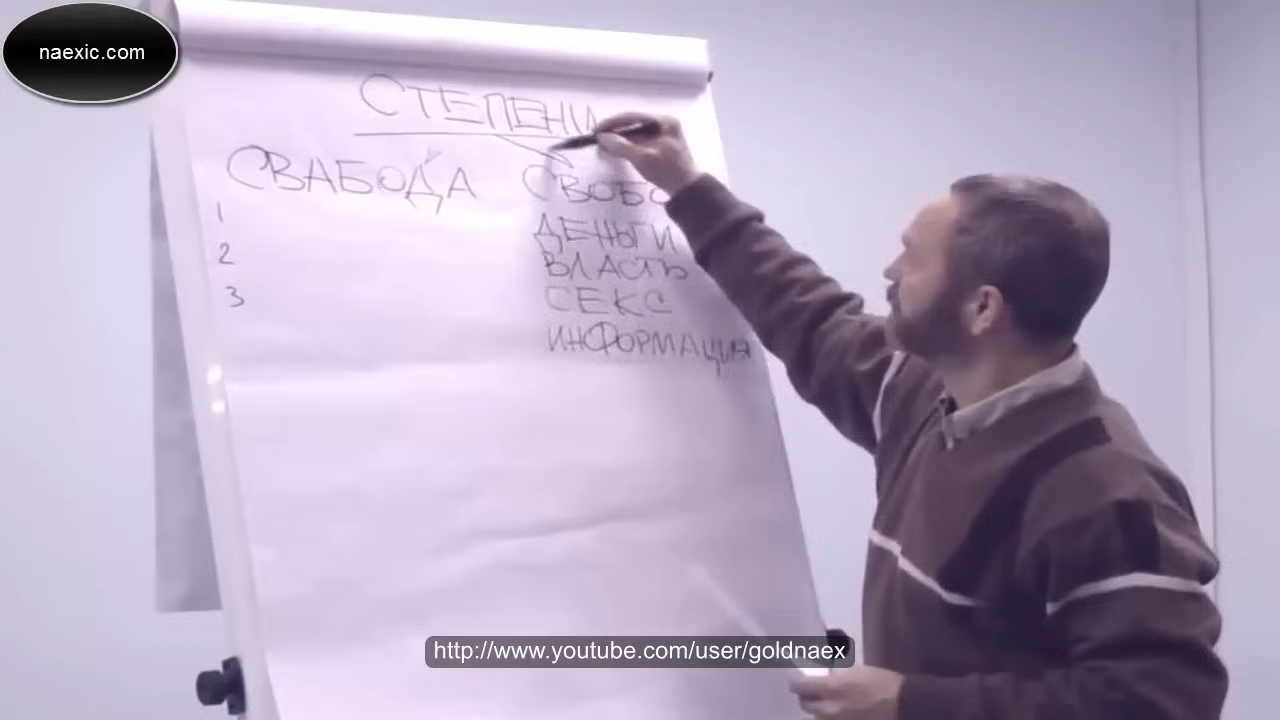 naexic.com
СТЕПЕНИ
СВАБОДА СВОБО
1 ДЕНЬГИ
2 ВЛАСТЬ
3 СЕКС
ИНФОРМАЦИЯ
http://www.youtube.com/user/goldnaex